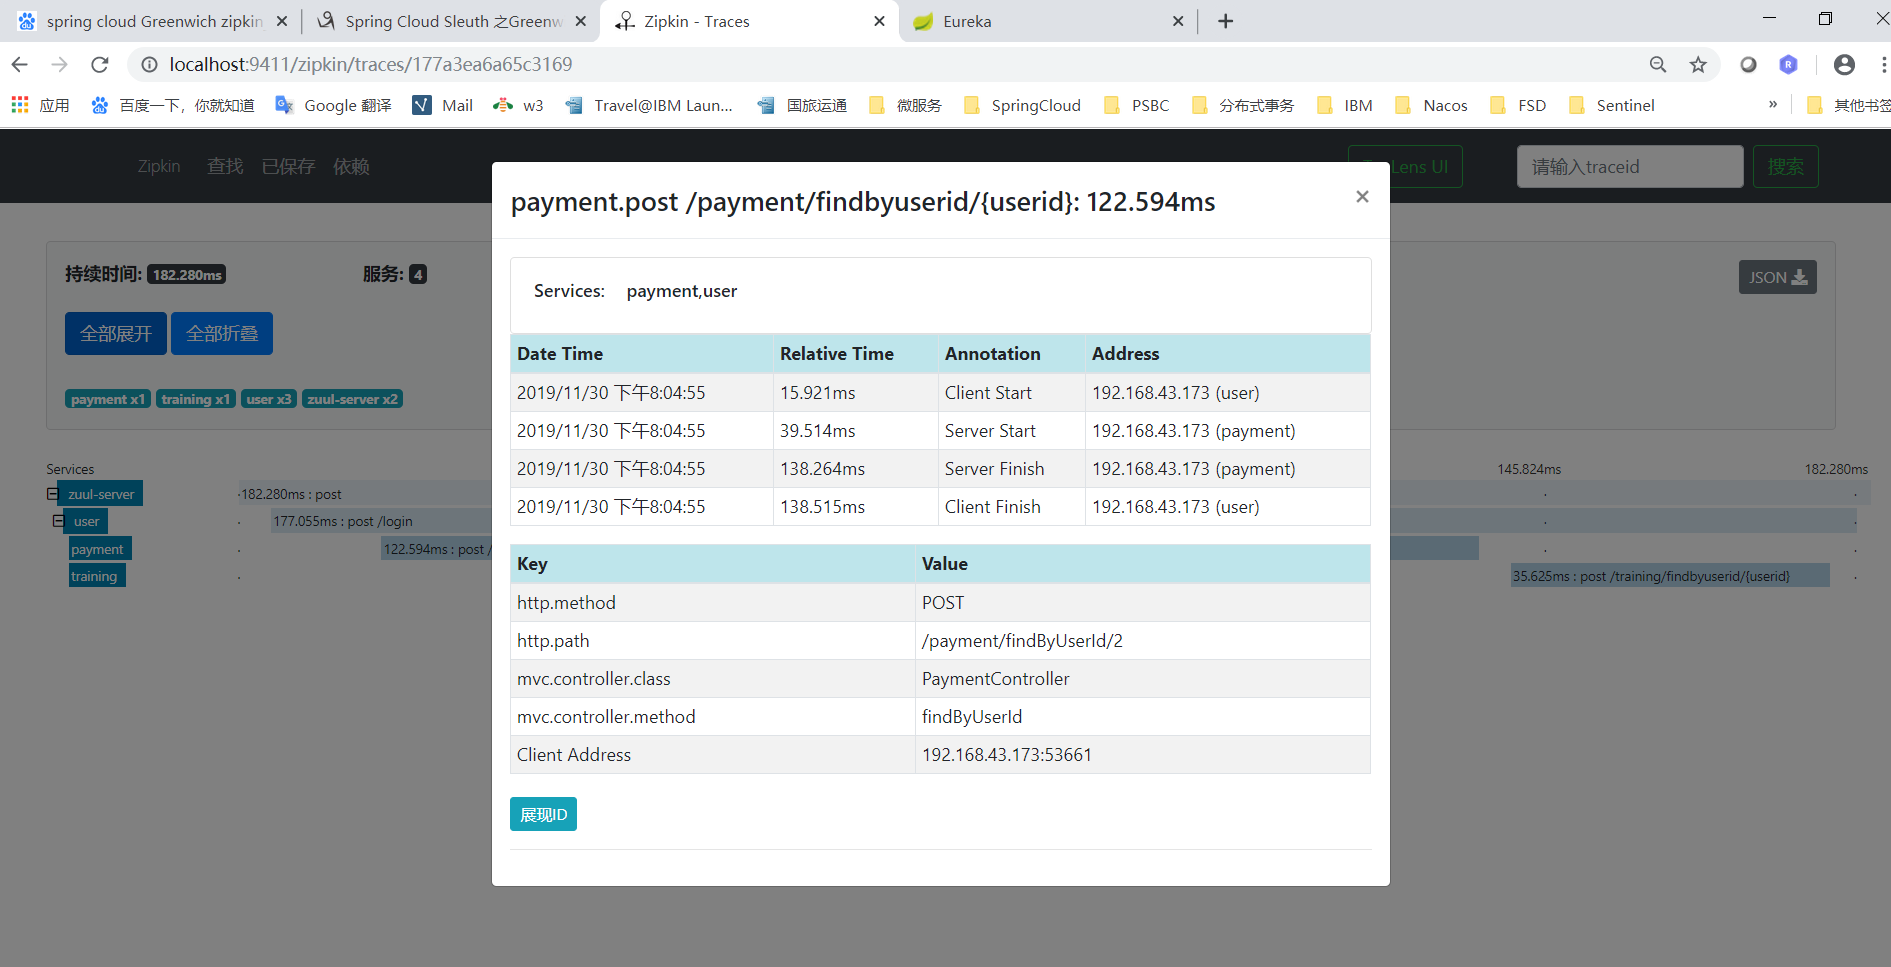 spring cloud Greenwich zipkin
Spring Cloud Sleuth 之Greenw
Zipkin - Traces
Eureka
localhost:9411/zipkin/traces/177a3ea6a65c3169
应用 百度一下，你就知道 Google 翻译 Mail w3 Travel@IBM Laun... 国旅运通 微服务 SpringCloud PSBC 分布式事务 IBM Nacos FSD Sentinel » 其他书签
Zipkin 查找 已保存 依赖 Lens UI 请输入traceid 搜索
payment.post /payment/findbyuserid/{userid}: 122.594ms ×
持续时间: 182.280ms 服务: 4
JSON
全部展开 全部折叠
payment x1 training x1 user x3 zuul-server x2
Services: payment,user
Date Time Relative Time Annotation Address
2019/11/30 下午8:04:55 15.921ms Client Start 192.168.43.173 (user)
2019/11/30 下午8:04:55 39.514ms Server Start 192.168.43.173 (payment)
2019/11/30 下午8:04:55 138.264ms Server Finish 192.168.43.173 (payment)
2019/11/30 下午8:04:55 138.515ms Client Finish 192.168.43.173 (user)
Key Value
http.method POST
http.path /payment/findByUserId/2
mvc.controller.class PaymentController
mvc.controller.method findByUserId
Client Address 192.168.43.173:53661
展现ID
Services 145.824ms 182.280ms
zuul-server 182.280ms : post
user 177.055ms : post /login
payment 122.594ms : post /
training 35.625ms : post /training/findbyuserid/{userid}